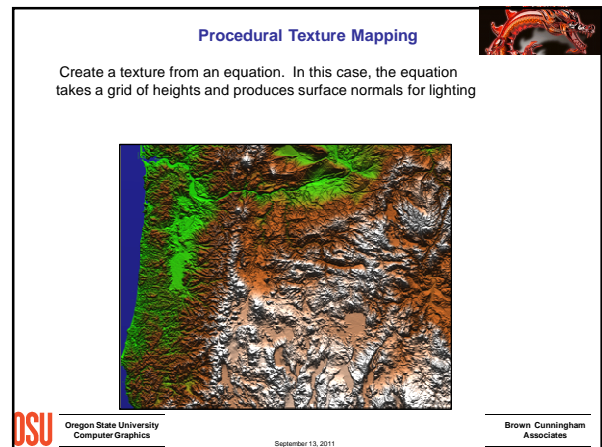 Procedural Texture Mapping
Create a texture from an equation. In this case, the equation
takes a grid of heights and produces surface normals for lighting
OSU
Oregon State University
Computer Graphics
September 13, 2011
Brown Cunningham
Associates